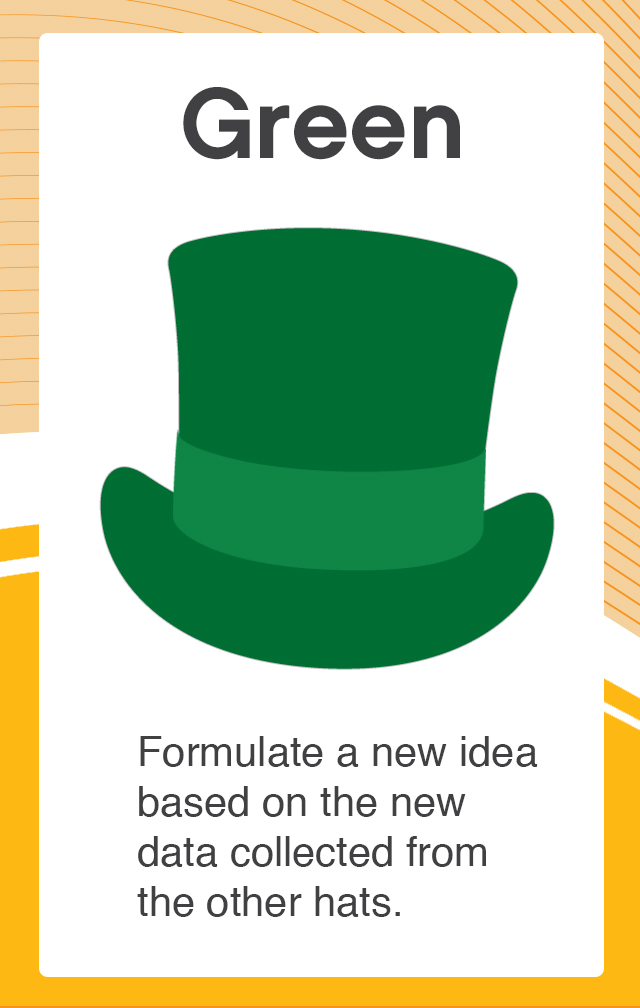 Green
Formulate a new idea
based on the new
data collected from
the other hats.